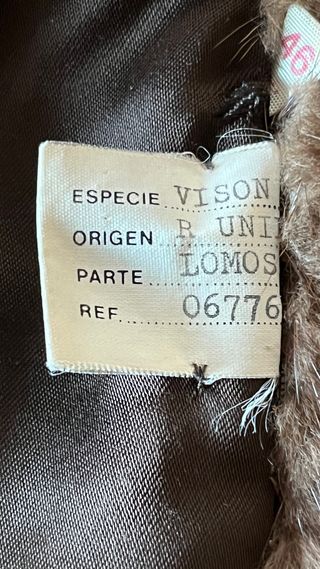 46
ESPECIE VISON
ORIGEN R UNI
PARTE LOMOS
REF. 06776